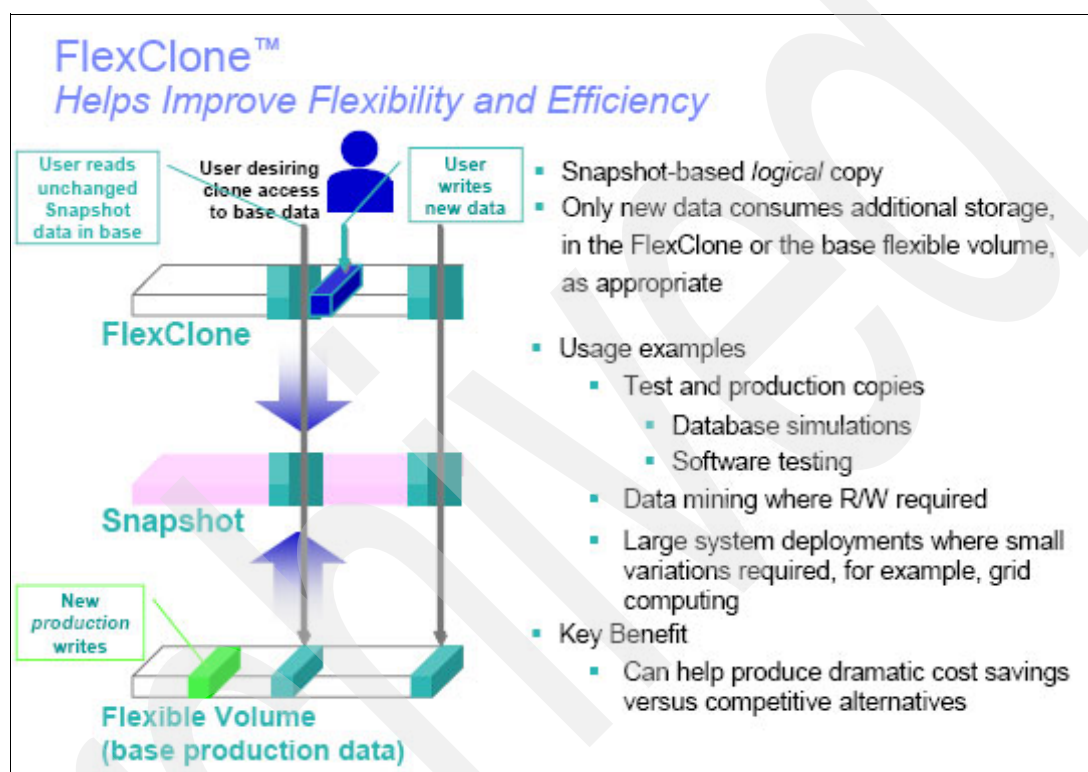 FlexClone™
Helps Improve Flexibility and Efficiency
User reads
unchanged
Snapshot
data in base
User desiring
clone access
to base data
User
writes
new data
FlexClone
Snapshot
New
production
writes
Flexible Volume
(base production data)
▪ Snapshot-based logical copy
▪ Only new data consumes additional storage,
in the FlexClone or the base flexible volume,
as appropriate
▪ Usage examples
▪ Test and production copies
▪ Database simulations
▪ Software testing
▪ Data mining where R/W required
▪ Large system deployments where small
variations required, for example, grid
computing
▪ Key Benefit
▪ Can help produce dramatic cost savings
versus competitive alternatives